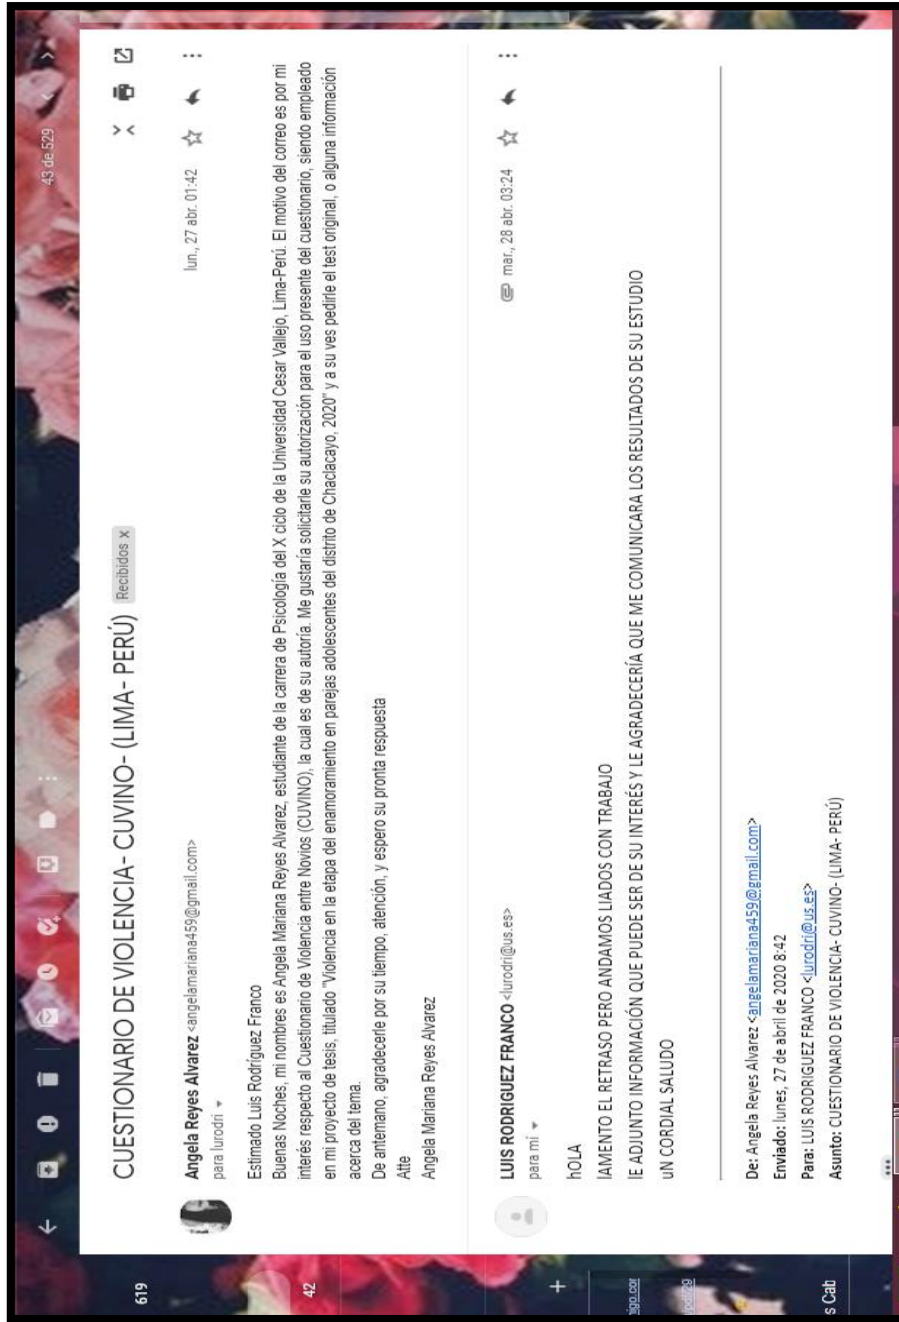 43 de 529
CUESTIONARIO DE VIOLENCIA- CUVINO- (LIMA- PERÚ) Recibidos x
Angela Reyes Alvarez <angelamariana459@gmail.com>
lun., 27 abr. 01:42
para lurodri
Estimado Luis Rodríguez Franco
Buenas Noches, mi nombres es Angela Mariana Reyes Alvarez, estudiante de la carrera de Psicología del X ciclo de la Universidad Cesar Vallejo, Lima-Perú. El motivo del correo es por mi
interés respecto al Cuestionario de Violencia entre Novios (CUVINO), la cual es de su autoría. Me gustaría solicitarle su autorización para el uso presente del cuestionario, siendo empleado
en mi proyecto de tesis, titulado "Violencia en la etapa del enamoramiento en parejas adolescentes del distrito de Chaclacayo, 2020" y a su ves pedirle el test original, o alguna información
acerca del tema.
De antemano, agradecerle por su tiempo, atención, y espero su pronta respuesta
Atte
Angela Mariana Reyes Alvarez
LUIS RODRIGUEZ FRANCO <lurodri@us.es>
mar., 28 abr. 03:24
para mí
hOLA
lAMENTO EL RETRASO PERO ANDAMOS LIADOS CON TRABAJO
lE ADJUNTO INFORMACIÓN QUE PUEDE SER DE SU INTERÉS Y LE AGRADECERÍA QUE ME COMUNICARA LOS RESULTADOS DE SU ESTUDIO
uN CORDIAL SALUDO
De: Angela Reyes Alvarez <angelamariana459@gmail.com>
Enviado: lunes, 27 de abril de 2020 8:42
Para: LUIS RODRIGUEZ FRANCO <lurodri@us.es>
Asunto: CUESTIONARIO DE VIOLENCIA- CUVINO- (LIMA- PERÚ)
619
42
s Cab